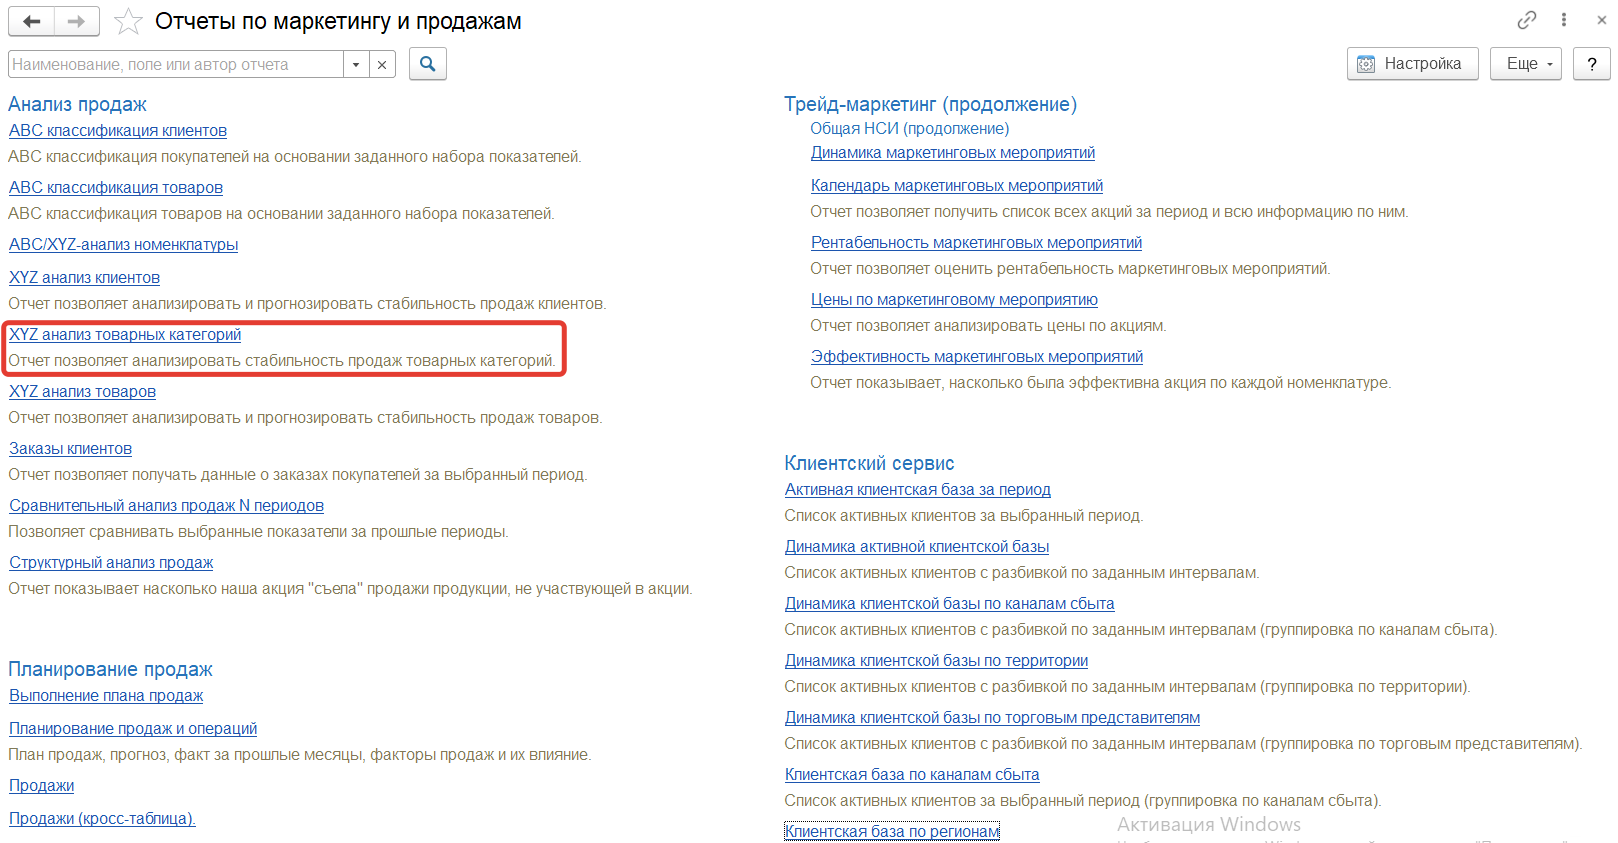 Отчеты по маркетингу и продажам
Наименование, поле или автор отчета
Настройка
Еще
?
Анализ продаж
ABC классификация клиентов
ABC классификация покупателей на основании заданного набора показателей.
ABC классификация товаров
ABC классификация товаров на основании заданного набора показателей.
ABC/XYZ-анализ номенклатуры
XYZ анализ клиентов
Отчет позволяет анализировать и прогнозировать стабильность продаж клиентов.
XYZ анализ товарных категорий
Отчет позволяет анализировать стабильность продаж товарных категорий.
XYZ анализ товаров
Отчет позволяет анализировать и прогнозировать стабильность продаж товаров.
Заказы клиентов
Отчет позволяет получать данные о заказах покупателей за выбранный период.
Сравнительный анализ продаж N периодов
Позволяет сравнивать выбранные показатели за прошлые периоды.
Структурный анализ продаж
Отчет показывает насколько наша акция "съела" продажи продукции, не участвующей в акции.
Планирование продаж
Выполнение плана продаж
Планирование продаж и операций
План продаж, прогноз, факт за прошлые месяцы, факторы продаж и их влияние.
Продажи
Продажи (кросс-таблица).
Трейд-маркетинг (продолжение)
Общая НСИ (продолжение)
Динамика маркетинговых мероприятий
Календарь маркетинговых мероприятий
Отчет позволяет получить список всех акций за период и всю информацию по ним.
Рентабельность маркетинговых мероприятий
Отчет позволяет оценить рентабельность маркетинговых мероприятий.
Цены по маркетинговому мероприятию
Отчет позволяет анализировать цены по акциям.
Эффективность маркетинговых мероприятий
Отчет показывает, насколько была эффективна акция по каждой номенклатуре.
Клиентский сервис
Активная клиентская база за период
Список активных клиентов за выбранный период.
Динамика активной клиентской базы
Список активных клиентов с разбивкой по заданным интервалам.
Динамика клиентской базы по каналам сбыта
Список активных клиентов с разбивкой по заданным интервалам (группировка по каналам сбыта).
Динамика клиентской базы по территории
Список активных клиентов с разбивкой по заданным интервалам (группировка по территории).
Динамика клиентской базы по торговым представителям
Список активных клиентов с разбивкой по заданным интервалам (группировка по торговым представителям).
Клиентская база по каналам сбыта
Список активных клиентов за выбранный период (группировка по каналам сбыта).
Клиентская база по регионам
Активация Windows